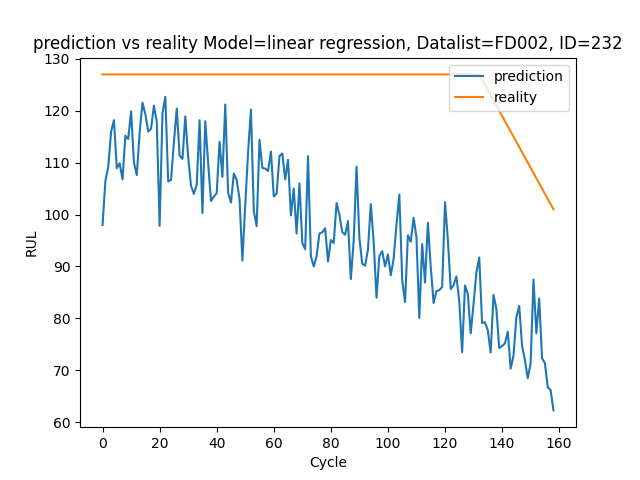 prediction vs reality Model=linear regression, Datalist=FD002, ID=232
prediction
reality
130
120
110
100
90
80
70
60
RUL
0 20 40 60 80 100 120 140 160
Cycle